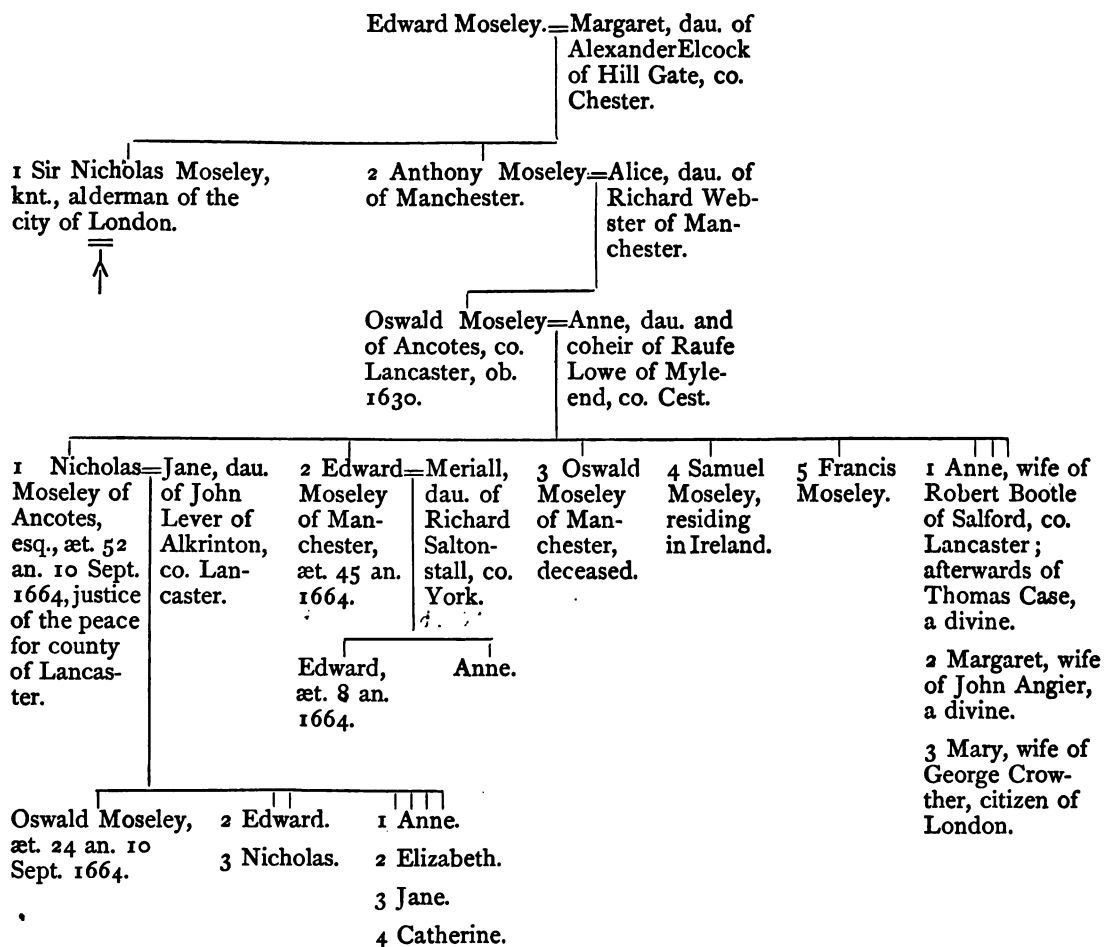 Edward Moseley.=Margaret, dau. of
AlexanderElcock
of Hill Gate, co.
Chester.
1 Sir Nicholas Moseley,
knt., alderman of the
city of London.
2 Anthony Moseley=Alice, dau. of
of Manchester.
Richard Web-
ster of Man-
chester.
Oswald Moseley=Anne, dau. and
of Ancotes, co.
Lancaster, ob.
1630.
coheir of Raufe
Lowe of Myle-
end, co. Cest.
1 Nicholas=Jane, dau.
Moseley of
Ancotes,
esq., æt. 52
an. 10 Sept.
1664, justice
of the peace
for county
of Lancas-
ter.
of John
Lever of
Alkrinton,
co. Lan-
caster.
2 Edward=Meriall,
Moseley
of Man-
chester,
æt. 45 an.
1664.
dau. of
Richard
Salton-
stall, co.
York.
3 Oswald
Moseley
of Man-
chester,
deceased.
4 Samuel
Moseley,
residing
in Ireland.
5 Francis
Moseley.
1 Anne, wife of
Robert Bootle
of Salford, co.
Lancaster;
afterwards of
Thomas Case,
a divine.
2 Margaret, wife
of John Angier,
a divine.
3 Mary, wife of
George Crow-
ther, citizen of
London.
Edward,
æt. 8 an.
1664.
Anne.
Oswald Moseley,
æt. 24 an. 10
Sept. 1664.
2 Edward.
3 Nicholas.
1 Anne.
2 Elizabeth.
3 Jane.
4 Catherine.